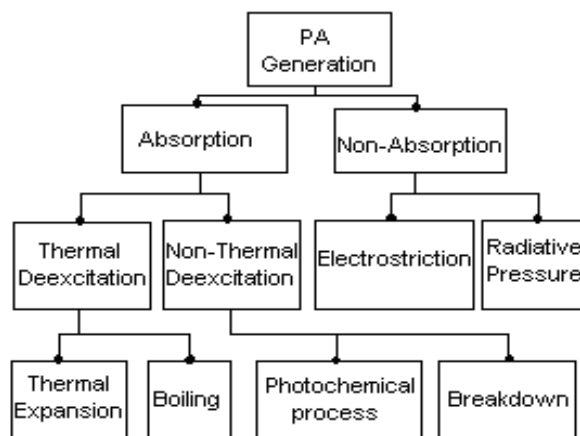 PA
Generation
Absorption
Non-Absorption
Thermal
Deexcitation
Non-Thermal
Deexcitation
Electrostriction
Radiative
Pressure
Thermal
Expansion
Boiling
Photochemical
process
Breakdown